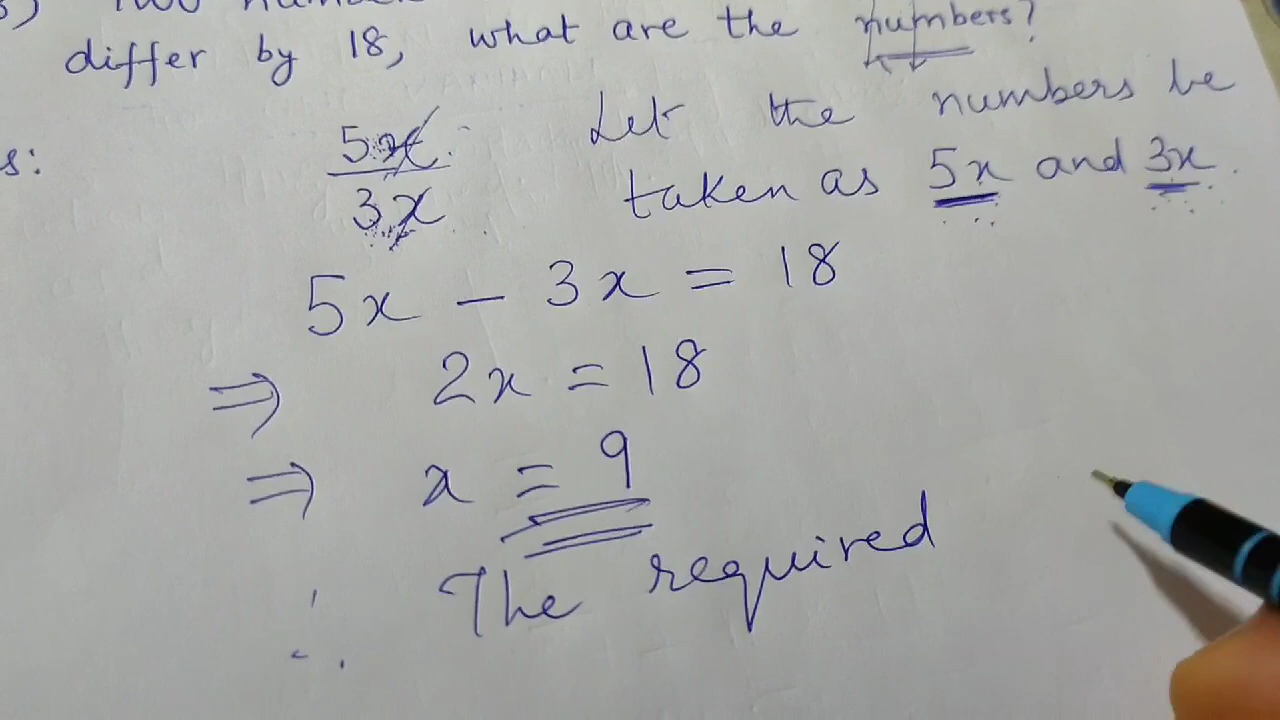 differ by 18, what are the numbers?
s:
5x
3x
Let the numbers be
taken as 5x and 3x.
5x - 3x = 18
⇒ 2x = 18
⇒ x = 9
∴ The required